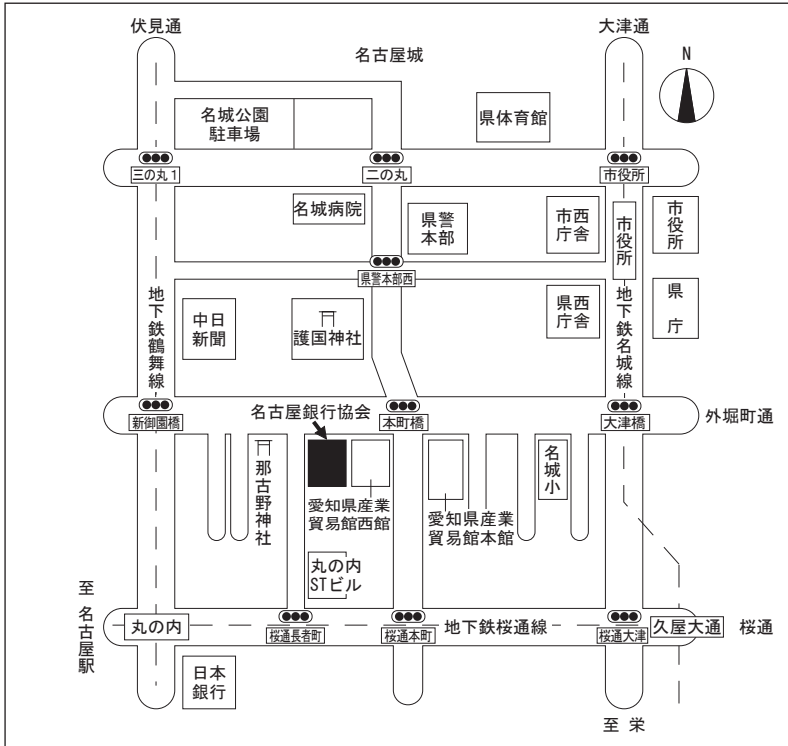 伏見通
大津通
名古屋城
N
名城公園
駐車場
県体育館
三の丸1
二の丸
市役所
名城病院
県警
本部
市西
庁舎
市役所
市役所
県警本部西
地下鉄鶴舞線
中日
新聞
护国神社
県西
庁舎
地下鉄名城線
県庁
名古屋銀行協会
新御園橋
本町橋
大津橋
外堀町通
那古野神社
名城小
愛知県産業
貿易館西館
愛知県産業
貿易館本館
丸の内
STビル
至名古屋駅
丸の内
桜通長者町
桜通本町
地下鉄桜通線
桜通大津
久屋大通
桜通
日本
銀行
至 栄